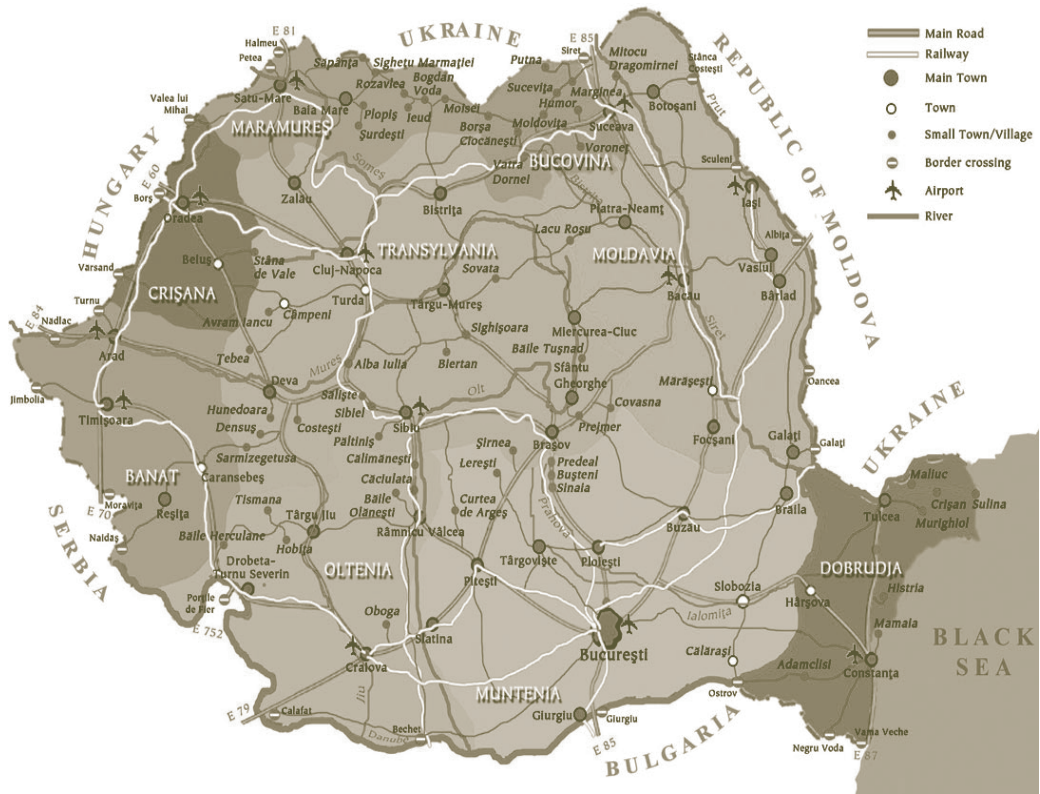 UKRAINE
E 81
Halmeu
Petea
E 85
Siret
Putna
Mitocu
Dragomirnei
Stânca
Costești
REPUBLIC OF MOLDOVA
Main Road
Railway
Main Town
Town
Small Town/Village
Border crossing
Airport
River
Săpânța
Sighetu Marmației
Rozavlea
Bogdan
Voda
Satu-Mare
Baia Mare
Plopiș
Ieud
Moisei
Șurdești
Sucevița
Marginea
Humor
Botoșani
Prut
Valea lui
Mihai
MARAMUREȘ
Borșa
Moldovița
Ciocănești
Suceava
Voroneț
BUCOVINA
HUNGARY
E 60
Borș
Oradea
Someș
Zalău
Vatra
Dornei
Bistrița
Bistrița
Sculeni
Iași
Piatra-Neamț
Lacu Roșu
Albița
TRANSYLVANIA
MOLDAVIA
Beiuș
Stâna
de Vale
Cluj-Napoca
Sovata
Vaslui
Vărsand
CRIȘANA
Turda
Târgu-Mureș
Bacău
Bârlad
Turnu
E 84
Nădlac
Arad
Avram Iancu
Câmpeni
Sighișoara
Miercurea-Ciuc
Siret
Țebea
Mureș
Alba Iulia
Biertan
Băile Tușnad
Sfântu
Gheorghe
Jimbolia
Timișoara
Deva
Săliște
Sibiel
Olt
Mărășești
Oancea
Hunedoara
Densuș
Costești
Păltiniș
Sibiu
Covasna
Prejmer
Brașov
Focșani
Galați
Galați
UKRAINE
Sarmizegetusa
Călimănești
Șirnea
Lerești
Predeal
Bușteni
Sinaia
BANAT
Caransebeș
Căciulata
Maliuc
Crișan
Sulina
Moravița
E 70
Reșița
Tismana
Târgu Jiu
Băile
Olănești
Curtea
de Argeș
Prahova
Brăila
Tulcea
Murighiol
SERBIA
Naidăș
Băile Herculane
Hobița
Râmnicu Vâlcea
Buzău
Târgoviște
Ploiești
Drobeta-
Turnu Severin
OLTENIA
Pitești
Slobozia
DOBRUDJA
Porțile
de Fier
E 752
Oboga
Ialomița
Hârșova
Histria
Mamaia
Slatina
București
Craiova
Călărași
Adamclisi
Constanța
BLACK
SEA
Jiu
MUNTENIA
Ostrov
E 79
Calafat
Danube
Bechet
Giurgiu
Giurgiu
E 85
BULGARIA
Negru Voda
Vama Veche
E 87